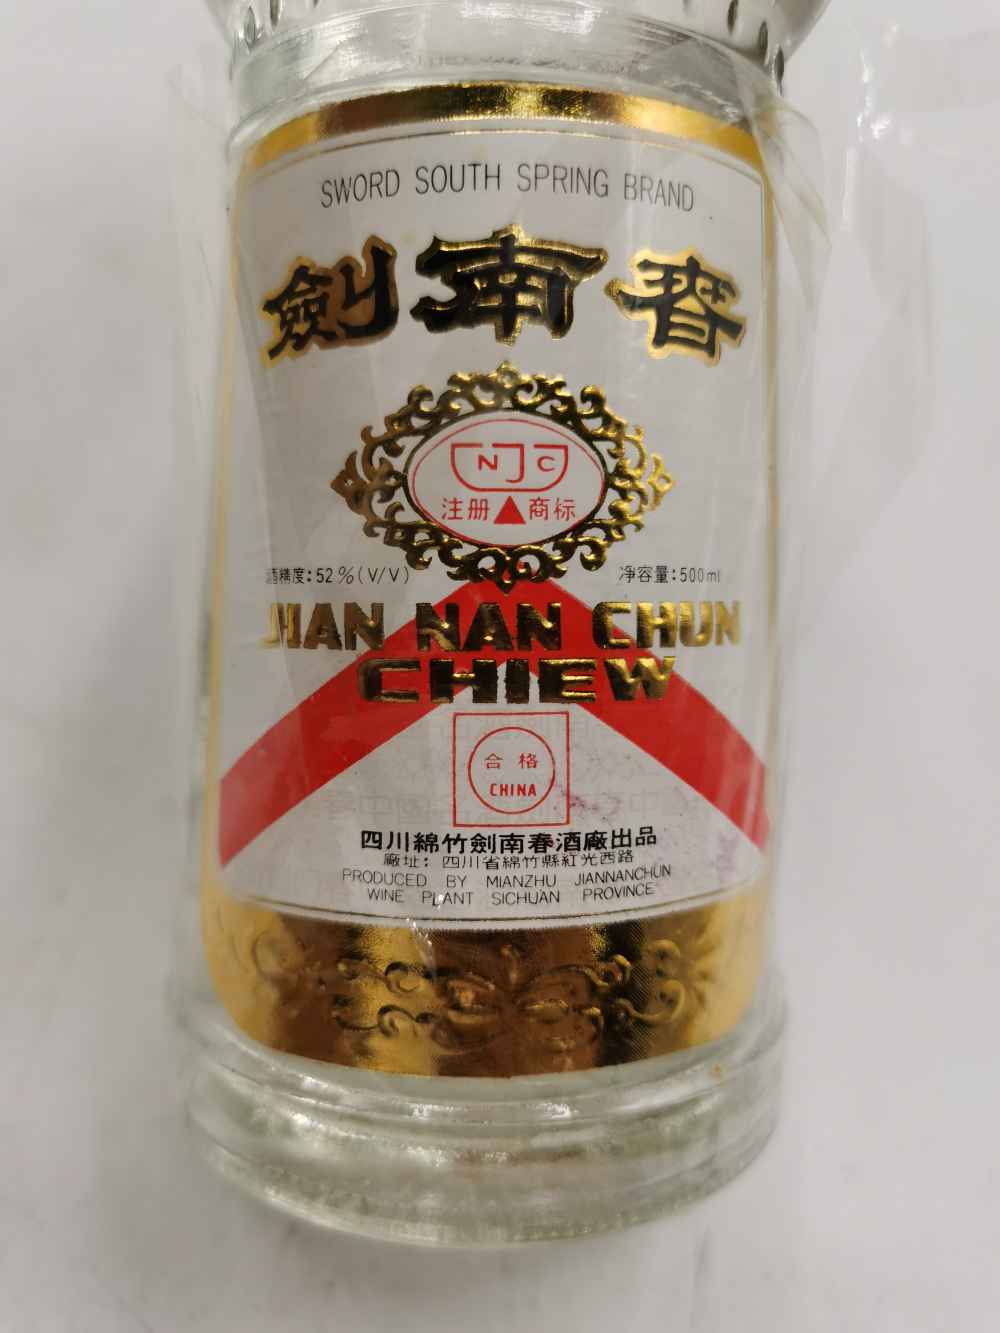 SWORD SOUTH SPRING BRAND
劍南春
NJC
注册 商标
酒精度:52%(V/V)
净容量:500ml
JIAN NAN CHUN
CHIEW
合格
CHINA
四川綿竹劍南春酒廠出品
廠址:四川省綿竹縣紅光西路
PRODUCED BY MIANZHU JIANNANCHUN
WINE PLANT SICHUAN PROVINCE